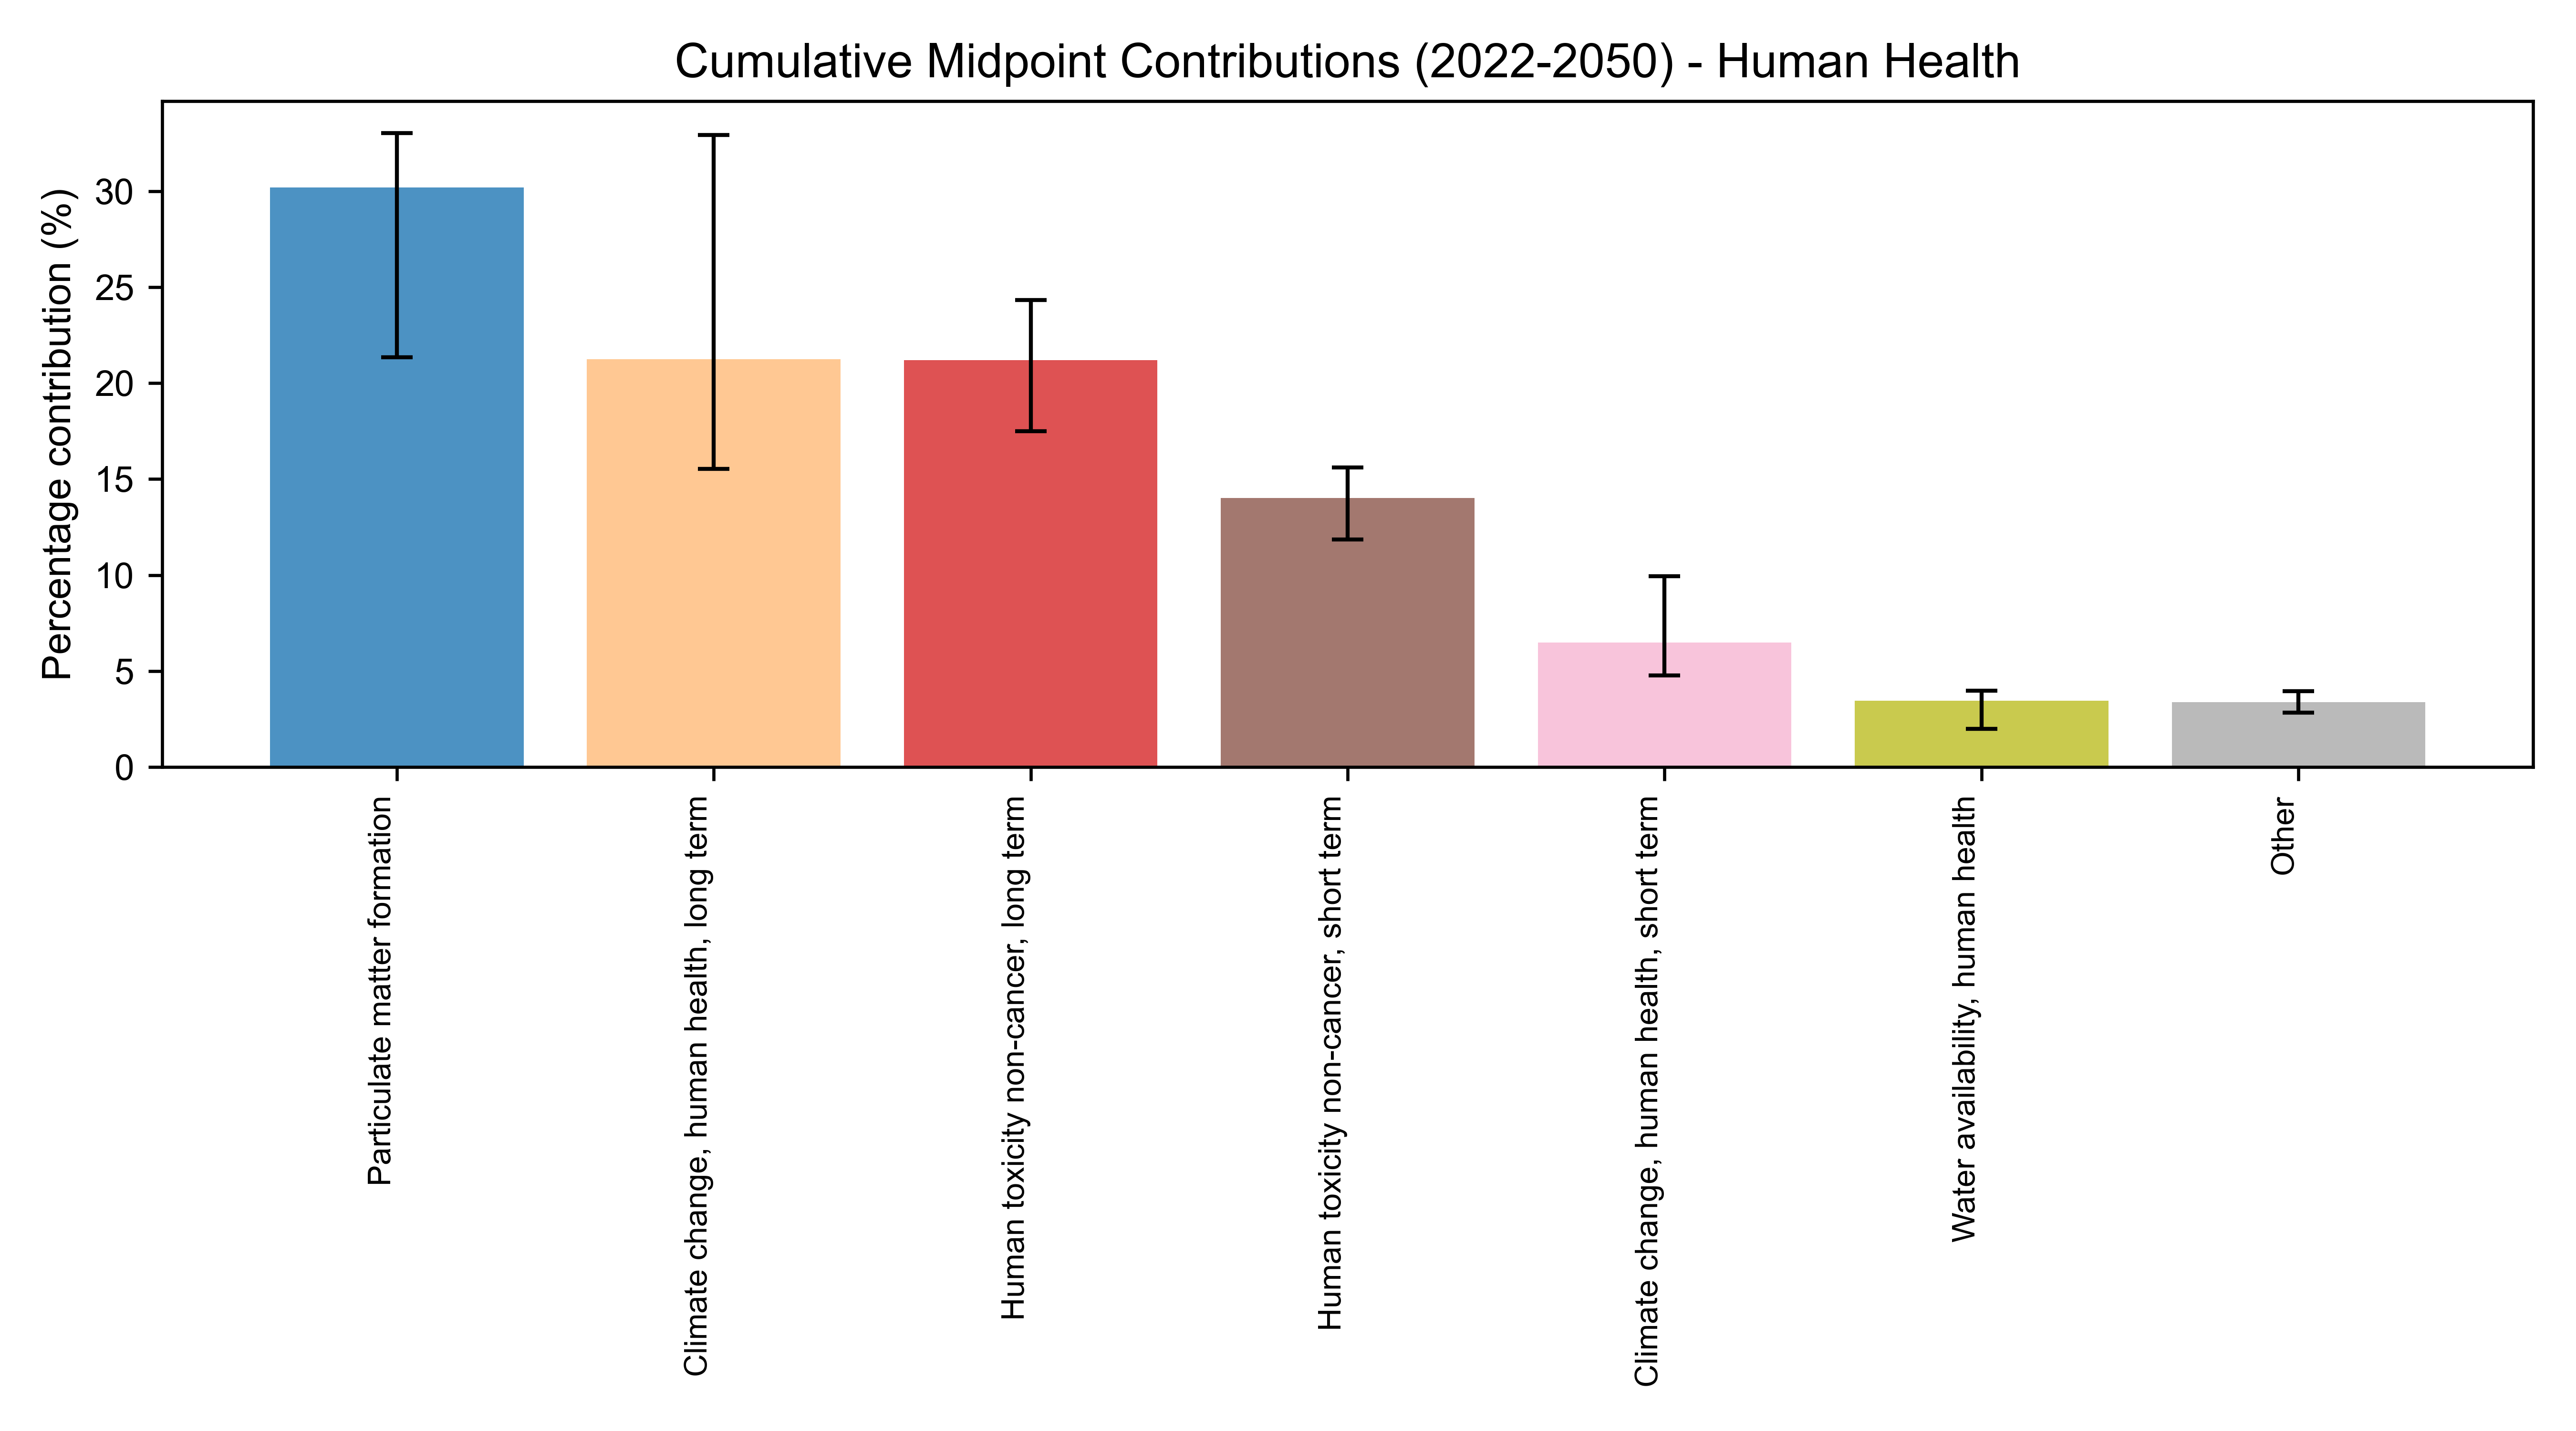 Cumulative Midpoint Contributions (2022-2050) - Human Health
Percentage contribution (%)
30
25
20
15
10
5
0
Particulate matter formation
Climate change, human health, long term
Human toxicity non-cancer, long term
Human toxicity non-cancer, short term
Climate change, human health, short term
Water availability, human health
Other